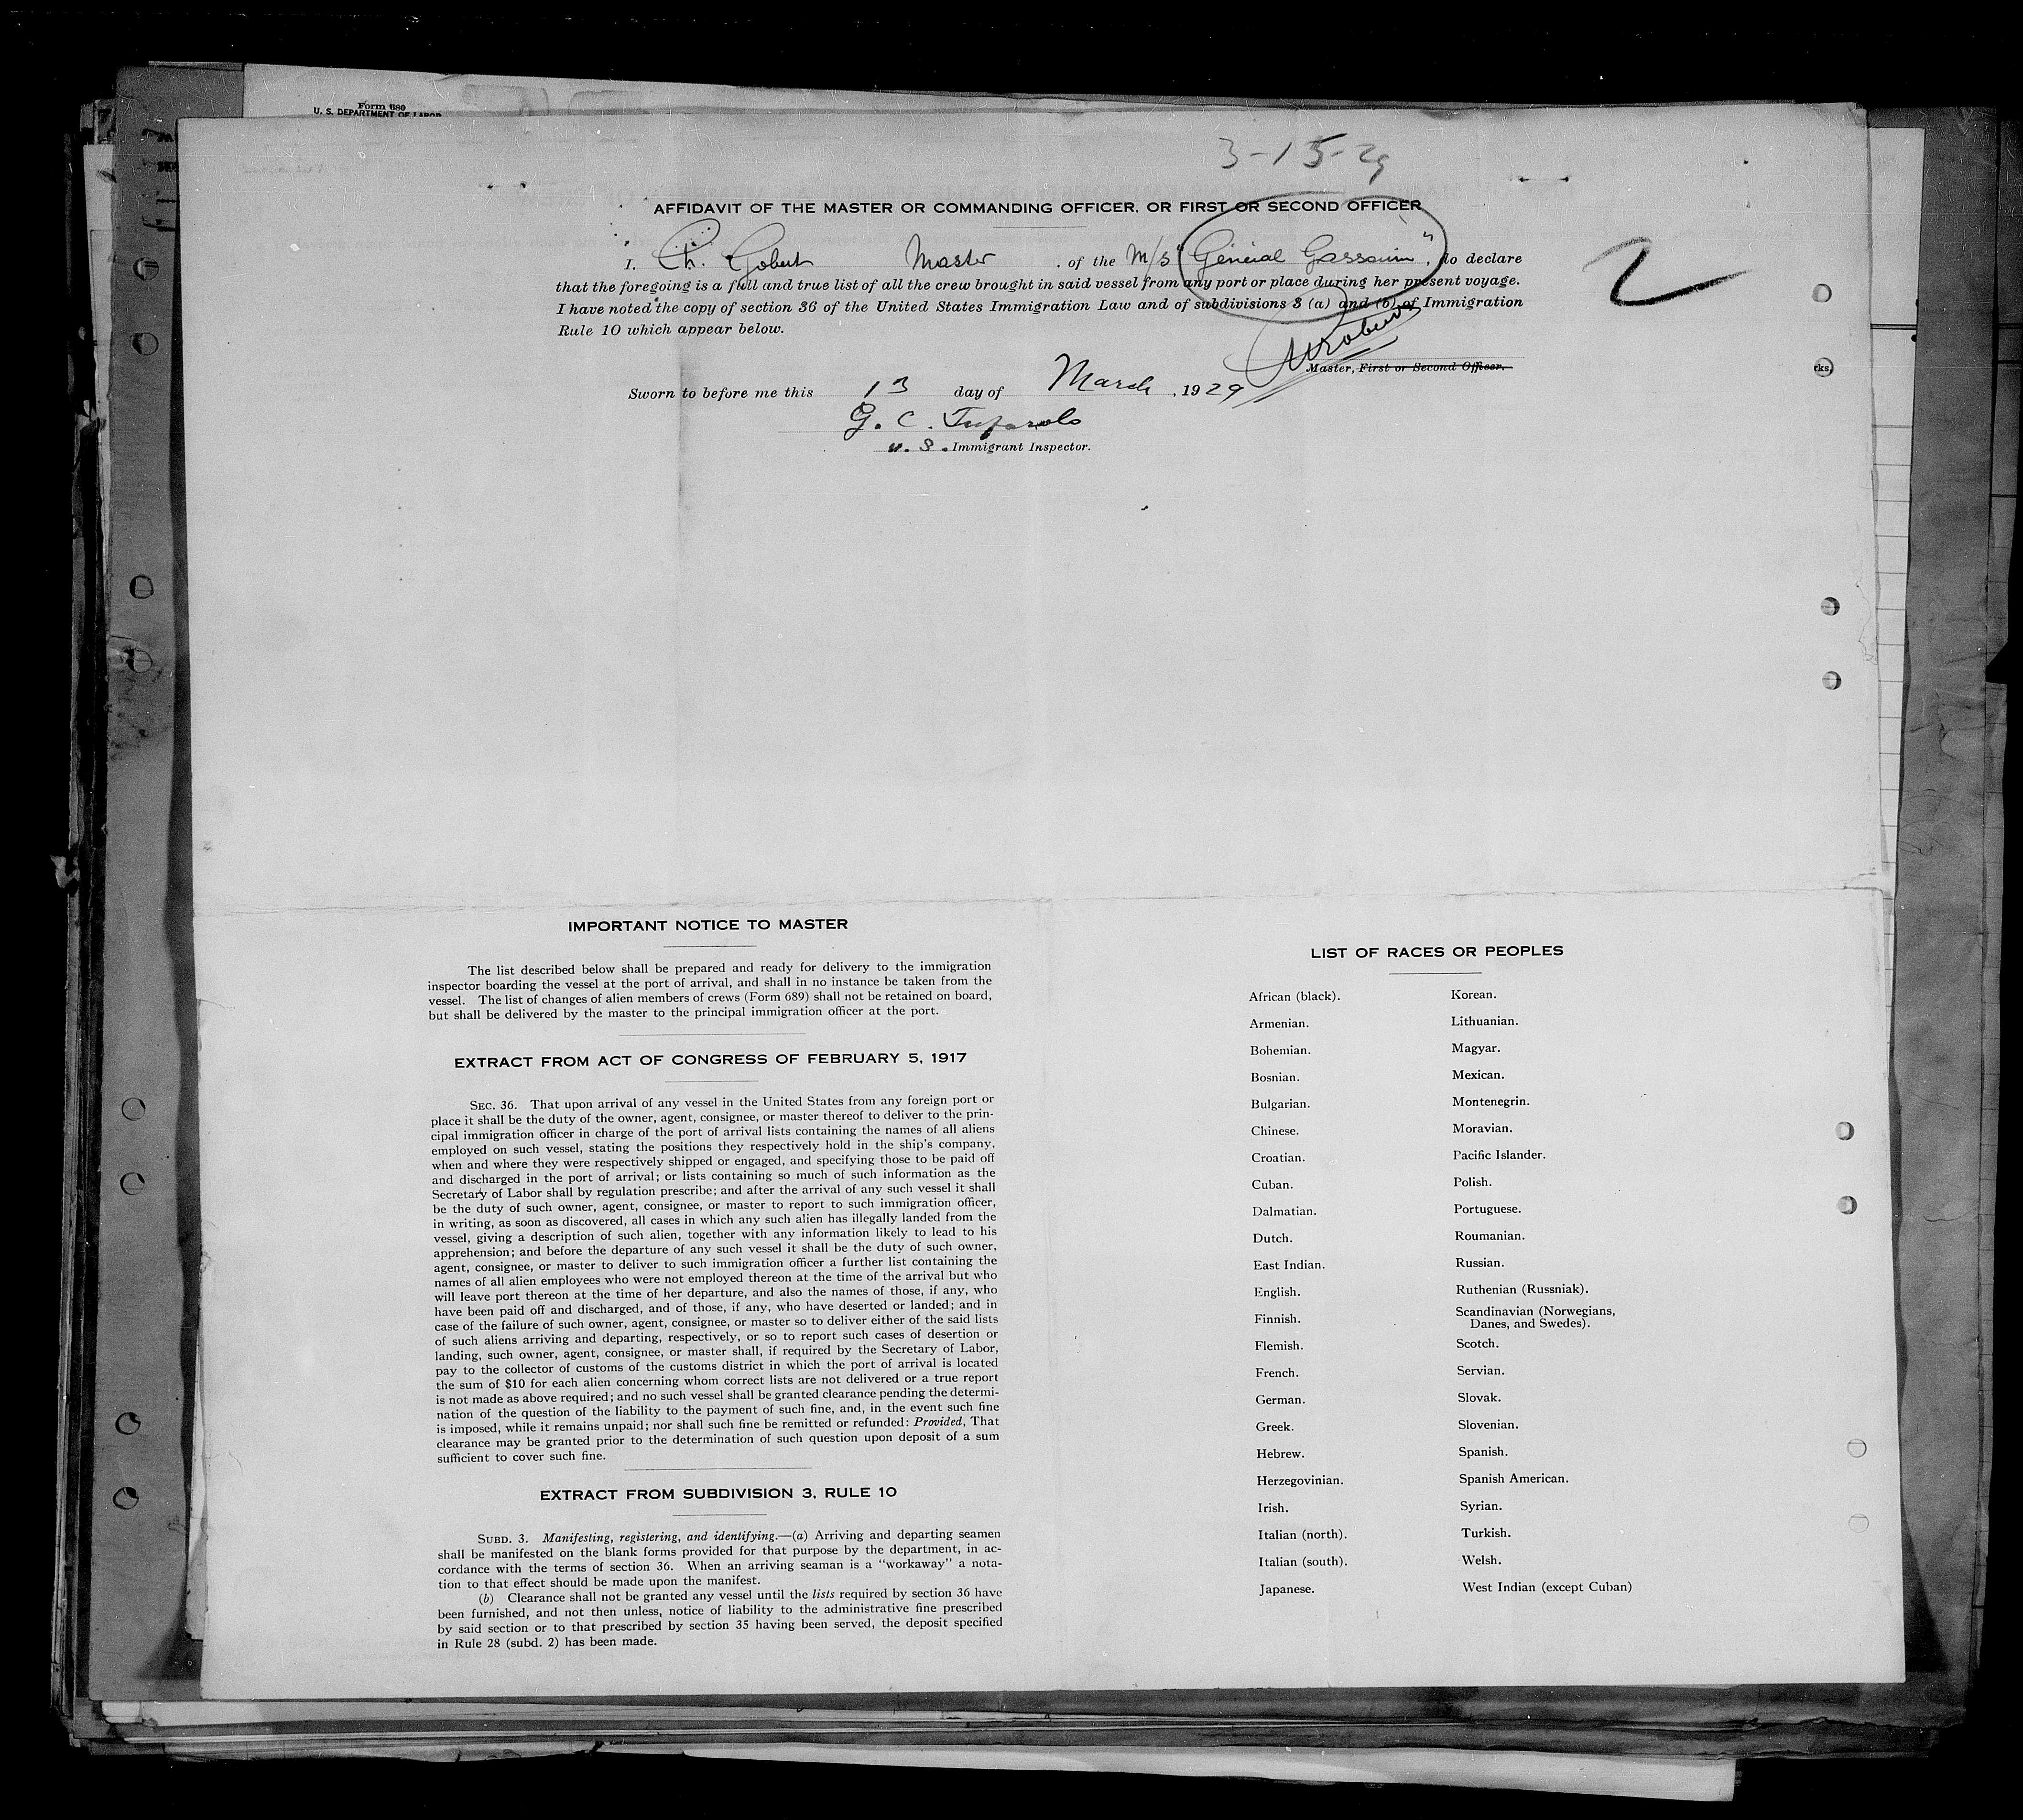 Form 680
U. S. DEPARTMENT OF LABOR
3-15-29
AFFIDAVIT OF THE MASTER OR COMMANDING OFFICER, OR FIRST OR SECOND OFFICER
I, Ch. Gobert Master, of the M/S "Général Gassouin", do declare
2
that the foregoing is a full and true list of all the crew brought in said vessel from any port or place during her present voyage.
I have noted the copy of section 36 of the United States Immigration Law and of subdivisions 3 (a) and (b) of Immigration
Rule 10 which appear below.
Master, First or Second Officer.
rks)
Sworn to before me this 13 day of March, 1929
G. C.
U. S. Immigrant Inspector.
IMPORTANT NOTICE TO MASTER
The list described below shall be prepared and ready for delivery to the immigration
inspector boarding the vessel at the port of arrival, and shall in no instance be taken from the
vessel. The list of changes of alien members of crews (Form 689) shall not be retained on board,
but shall be delivered by the master to the principal immigration officer at the port.
EXTRACT FROM ACT OF CONGRESS OF FEBRUARY 5, 1917
SEC. 36. That upon arrival of any vessel in the United States from any foreign port or
place it shall be the duty of the owner, agent, consignee, or master thereof to deliver to the prin-
cipal immigration officer in charge of the port of arrival lists containing the names of all aliens
employed on such vessel, stating the positions they respectively hold in the ship's company,
when and where they were respectively shipped or engaged, and specifying those to be paid off
and discharged in the port of arrival; or lists containing so much of such information as the
Secretary of Labor shall by regulation prescribe; and after the arrival of any such vessel it shall
be the duty of such owner, agent, consignee, or master to report to such immigration officer,
in writing, as soon as discovered, all cases in which any such alien has illegally landed from the
vessel, giving a description of such alien, together with any information likely to lead to his
apprehension; and before the departure of any such vessel it shall be the duty of such owner,
agent, consignee, or master to deliver to such immigration officer a further list containing the
names of all alien employees who were not employed thereon at the time of the arrival but who
will leave port thereon at the time of her departure, and also the names of those, if any, who
have been paid off and discharged, and of those, if any, who have deserted or landed; and in
case of the failure of such owner, agent, consignee, or master so to deliver either of the said lists
of such aliens arriving and departing, respectively, or so to report such cases of desertion or
landing, such owner, agent, consignee, or master shall, if required by the Secretary of Labor,
pay to the collector of customs of the customs district in which the port of arrival is located
the sum of $10 for each alien concerning whom correct lists are not delivered or a true report
is not made as above required; and no such vessel shall be granted clearance pending the determi-
nation of the question of the liability to the payment of such fine, and, in the event such fine
is imposed, while it remains unpaid; nor shall such fine be remitted or refunded: Provided, That
clearance may be granted prior to the determination of such question upon deposit of a sum
sufficient to cover such fine.
EXTRACT FROM SUBDIVISION 3, RULE 10
SUBD. 3. Manifesting, registering, and identifying.—(a) Arriving and departing seamen
shall be manifested on the blank forms provided for that purpose by the department, in ac-
cordance with the terms of section 36. When an arriving seaman is a "workaway" a nota-
tion to that effect should be made upon the manifest.
(b) Clearance shall not be granted any vessel until the lists required by section 36 have
been furnished, and not then unless, notice of liability to the administrative fine prescribed
by said section or to that prescribed by section 35 having been served, the deposit specified
in Rule 28 (subd. 2) has been made.
LIST OF RACES OR PEOPLES
African (black).
Armenian.
Bohemian.
Bosnian.
Bulgarian.
Chinese.
Croatian.
Cuban.
Dalmatian.
Dutch.
East Indian.
English.
Finnish.
Flemish.
French.
German.
Greek.
Hebrew.
Herzegovinian.
Irish.
Italian (north).
Italian (south).
Japanese.
Korean.
Lithuanian.
Magyar.
Mexican.
Montenegrin.
Moravian.
Pacific Islander.
Polish.
Portuguese.
Roumanian.
Russian.
Ruthenian (Russniak).
Scandinavian (Norwegians,
Danes, and Swedes).
Scotch.
Servian.
Slovak.
Slovenian.
Spanish.
Spanish American.
Syrian.
Turkish.
Welsh.
West Indian (except Cuban)